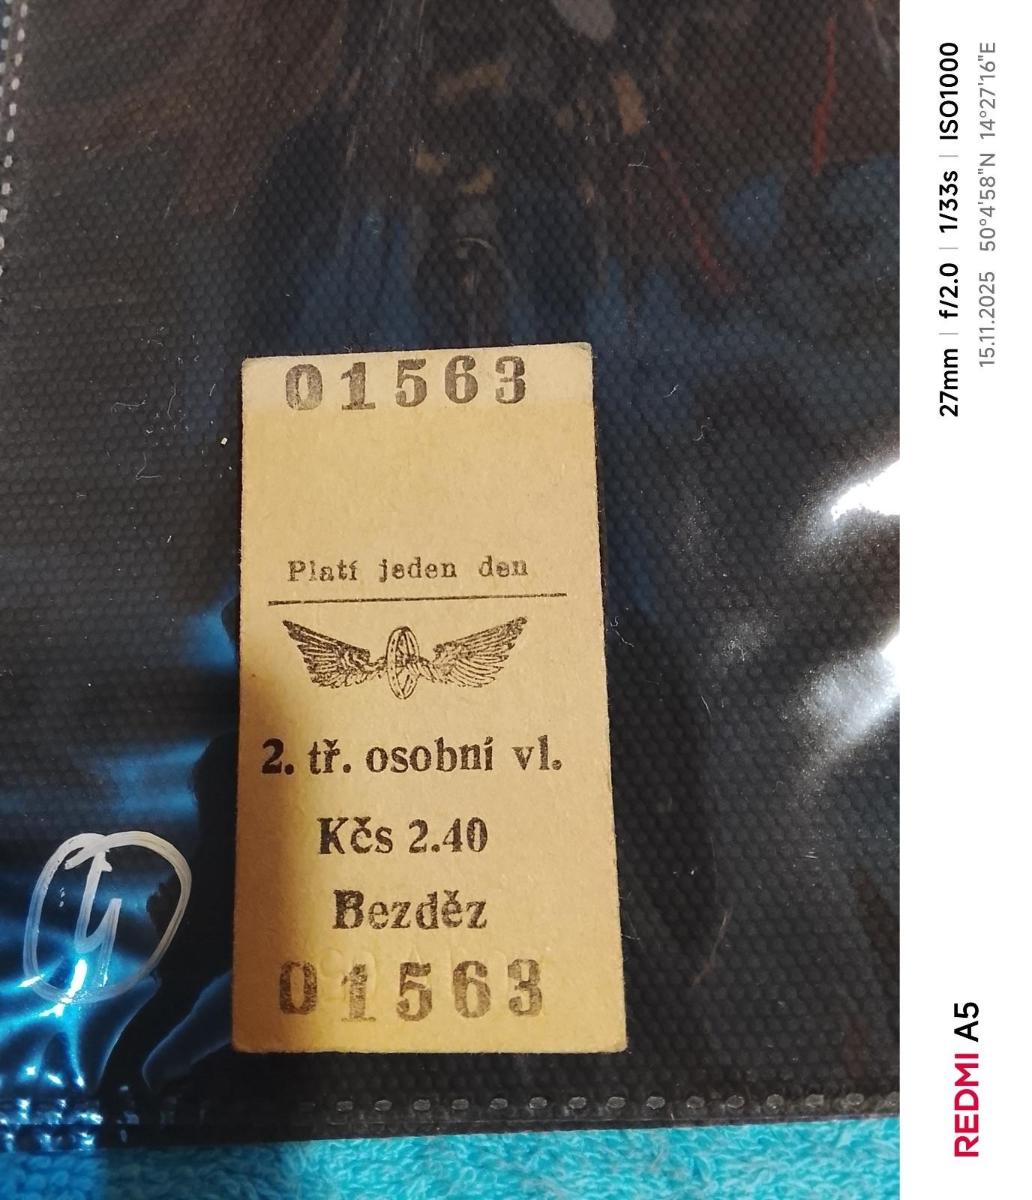 01563
Platí jeden den
2. tř. osobní vl.
Kčs 2.40
Bezděz
01563
27mm | f/2.0 | 1/33s | ISO1000
15.11.2025 50°4'58"N 14°27'16"E
REDMI A5